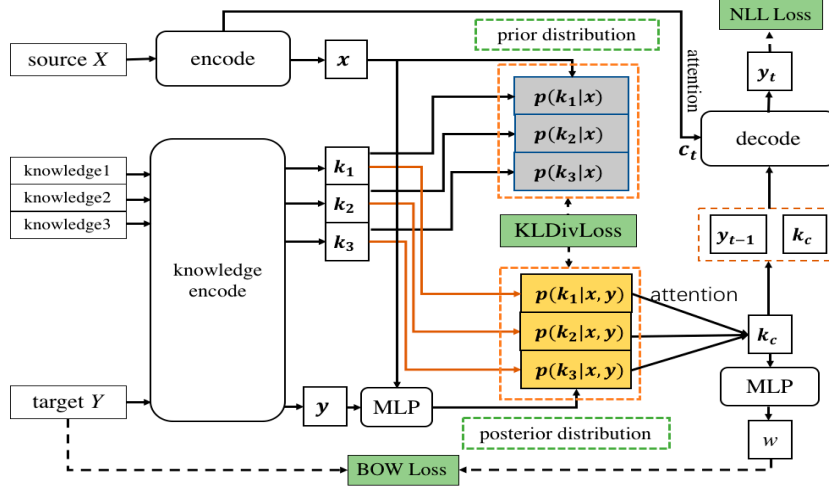 NLL Loss
prior distribution
source X
encode
x
attention
y_t
p(k_1|x)
p(k_2|x)
p(k_3|x)
c_t
decode
knowledge1
knowledge2
knowledge3
k_1
k_2
k_3
knowledge
encode
KLDivLoss
y_{t-1}
k_c
p(k_1|x, y)
p(k_2|x, y)
p(k_3|x, y)
attention
k_c
target Y
y
MLP
MLP
posterior distribution
w
BOW Loss